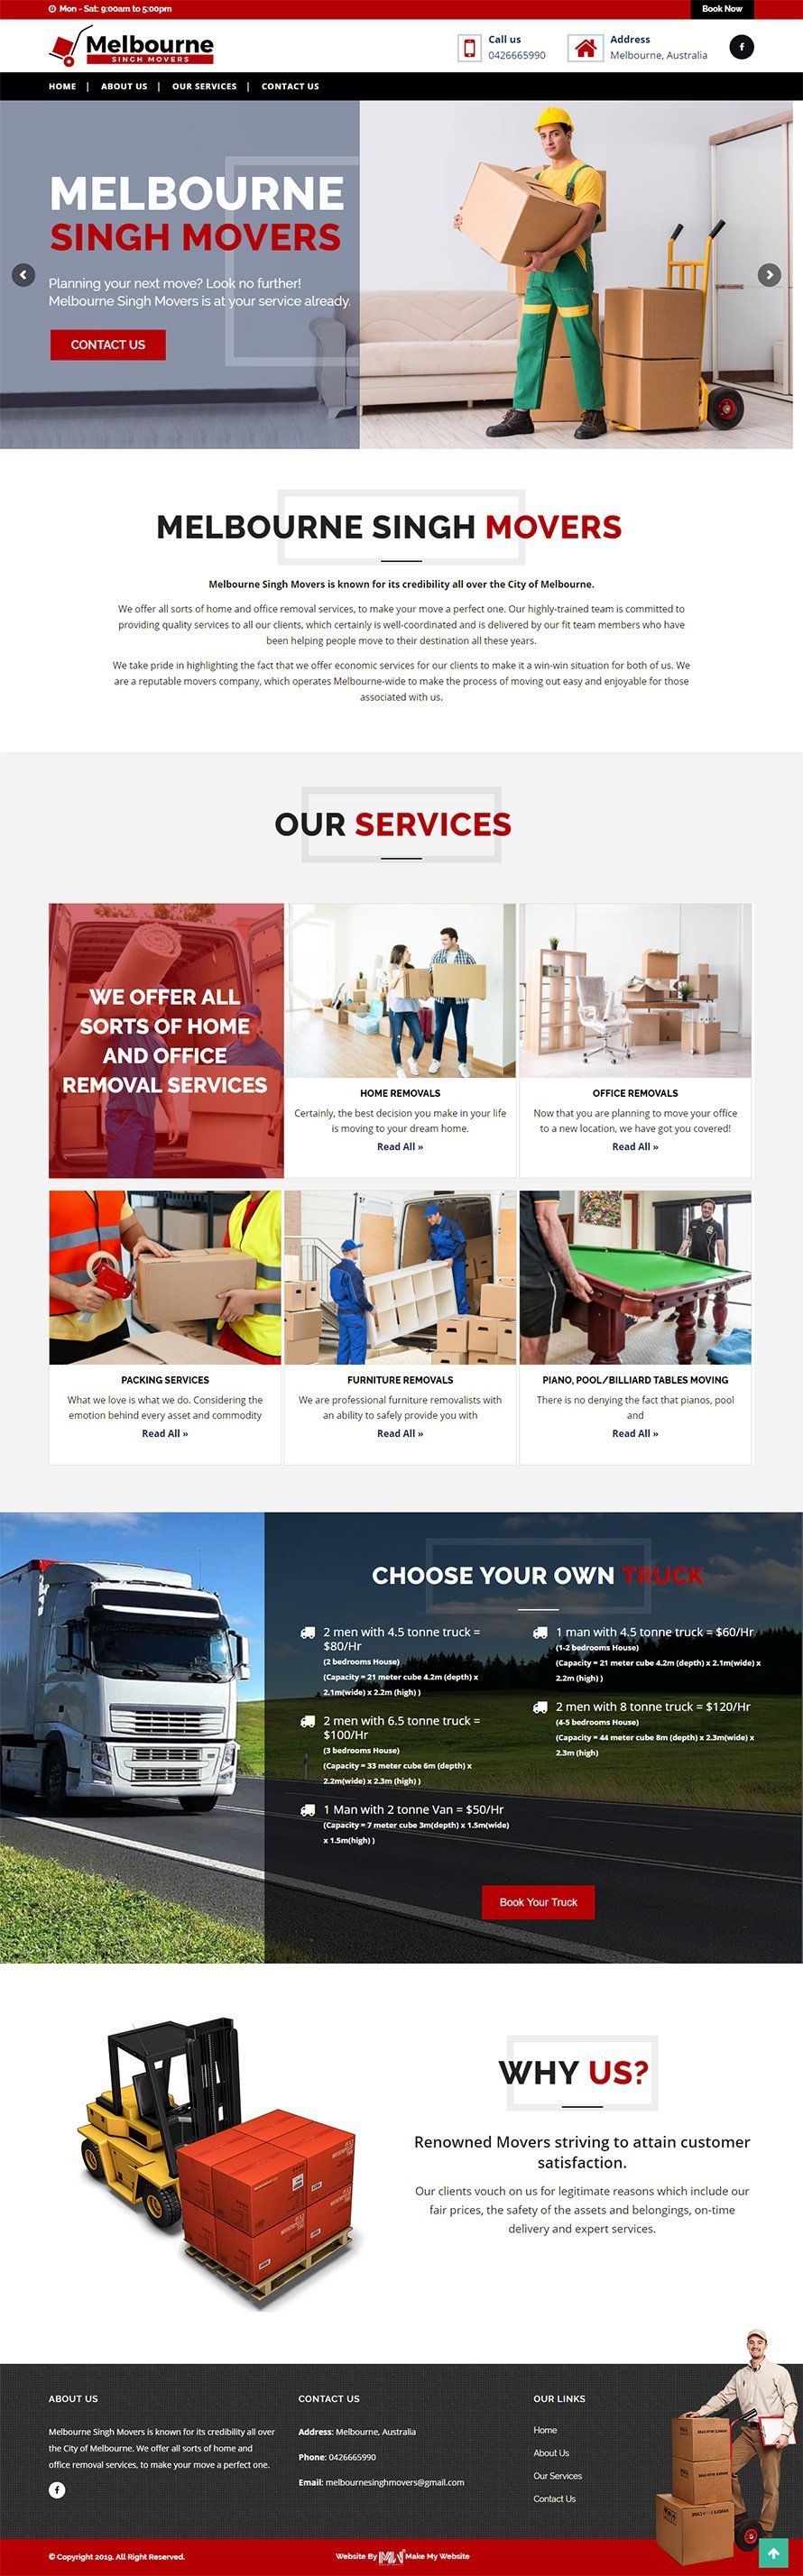 Mon - Sat: 9:00am to 5:00pm
Book Now
Melbourne
SINGH MOVERS
Call us
0426665990
Address
Melbourne, Australia
HOME | ABOUT US | OUR SERVICES | CONTACT US
MELBOURNE
SINGH MOVERS
Planning your next move? Look no further!
Melbourne Singh Movers is at your service already.
CONTACT US
MELBOURNE SINGH MOVERS
Melbourne Singh Movers is known for its credibility all over the City of Melbourne.
We offer all sorts of home and office removal services, to make your move a perfect one. Our highly-trained team is committed to
providing quality services to all our clients, which certainly is well-coordinated and is delivered by our fit team members who have
been helping people move to their destination all these years.
We take pride in highlighting the fact that we offer economic services for our clients to make it a win-win situation for both of us. We
are a reputable movers company, which operates Melbourne-wide to make the process of moving out easy and enjoyable for those
associated with us.
OUR SERVICES
WE OFFER ALL
SORTS OF HOME
AND OFFICE
REMOVAL SERVICES
HOME REMOVALS
Certainly, the best decision you make in your life
is moving to your dream home.
Read All »
OFFICE REMOVALS
Now that you are planning to move your office
to a new location, we have got you covered!
Read All »
PACKING SERVICES
What we love is what we do. Considering the
emotion behind every asset and commodity
Read All »
FURNITURE REMOVALS
We are professional furniture removalists with
an ability to safely provide you with
Read All »
PIANO, POOL/BILLIARD TABLES MOVING
There is no denying the fact that pianos, pool
and
Read All »
CHOOSE YOUR OWN TRUCK
2 men with 4.5 tonne truck =
$80/Hr
(2 bedrooms House)
(Capacity = 21 meter cube 4.2m (depth) x
2.1m(wide) x 2.2m (high) )
2 men with 6.5 tonne truck =
$100/Hr
(3 bedrooms House)
(Capacity = 33 meter cube 6m (depth) x
2.2m(wide) x 2.3m (high) )
1 Man with 2 tonne Van = $50/Hr
(Capacity = 7 meter cube 3m(depth) x 1.5m(wide)
x 1.5m(high) )
1 man with 4.5 tonne truck = $60/Hr
(1-2 bedrooms House)
(Capacity = 21 meter cube 4.2m (depth) x 2.1m(wide) x
2.2m (high) )
2 men with 8 tonne truck = $120/Hr
(4-5 bedrooms House)
(Capacity = 44 meter cube 8m (depth) x 2.3m(wide) x
2.3m (high)
Book Your Truck
WHY US?
Renowned Movers striving to attain customer
satisfaction.
Our clients vouch on us for legitimate reasons which include our
fair prices, the safety of the assets and belongings, on-time
delivery and expert services.
ABOUT US
Melbourne Singh Movers is known for its credibility all over
the City of Melbourne. We offer all sorts of home and
office removal services, to make your move a perfect one.
CONTACT US
Address: Melbourne, Australia
Phone: 0426665990
Email: melbournesinghmovers@gmail.com
OUR LINKS
Home
About Us
Our Services
Contact Us
© Copyright 2019. All Right Reserved.
Website By Make My Website